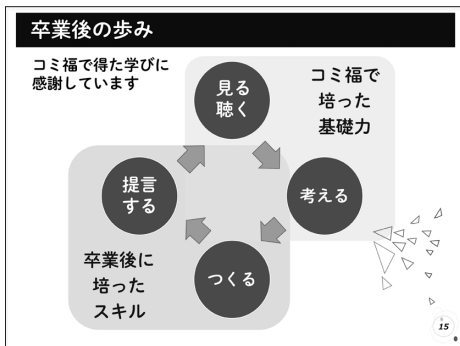 卒業後の歩み
コミ福で得た学びに
感謝しています
見る
聴く
コミ福で
培った
基礎力
提言
する
考える
つくる
卒業後に
培った
スキル
15